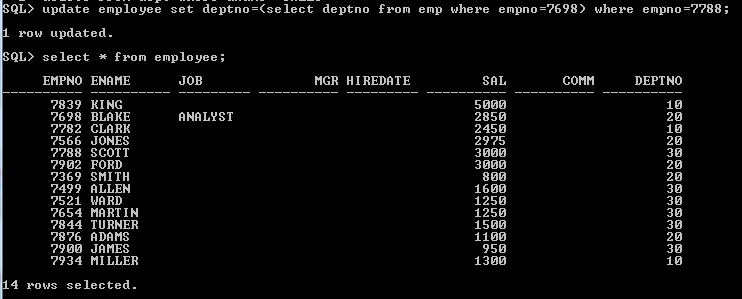 SQL> update employee set deptno=(select deptno from emp where empno=7698) where empno=7788;
1 row updated.
SQL> select * from employee;
EMPNO ENAME JOB MGR HIREDATE SAL COMM DEPTNO
7839 KING 5000 10
7698 BLAKE ANALYST 2850 20
7782 CLARK 2450 10
7566 JONES 2975 20
7788 SCOTT 3000 30
7902 FORD 3000 20
7369 SMITH 800 20
7499 ALLEN 1600 30
7521 WARD 1250 30
7654 MARTIN 1250 30
7844 TURNER 1500 30
7876 ADAMS 1100 20
7900 JAMES 950 30
7934 MILLER 1300 10
14 rows selected.